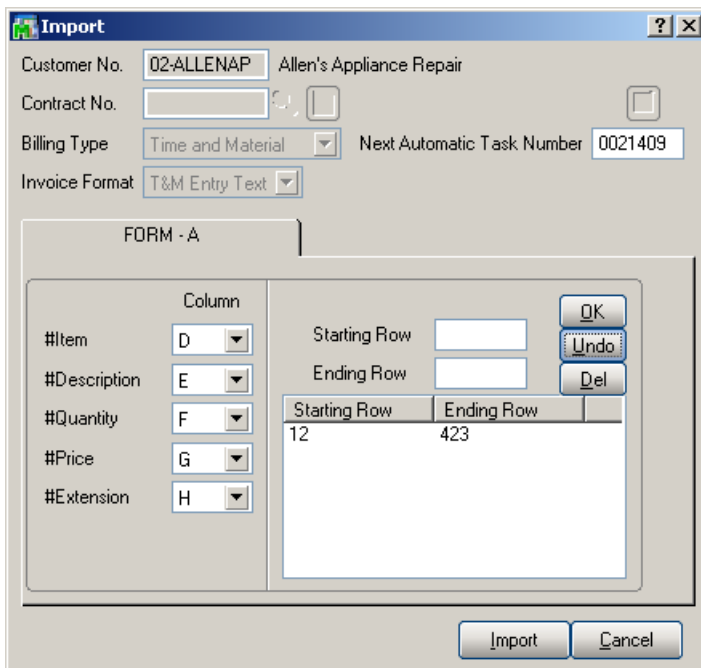 Import
Customer No. 02-ALLENAP Allen's Appliance Repair
Contract No.
Billing Type Time and Material Next Automatic Task Number 0021409
Invoice Format T&M Entry Text
FORM - A
Column
#Item D
#Description E
#Quantity F
#Price G
#Extension H
Starting Row
Ending Row
OK
Undo
Del
Starting Row Ending Row
12 423
Import Cancel